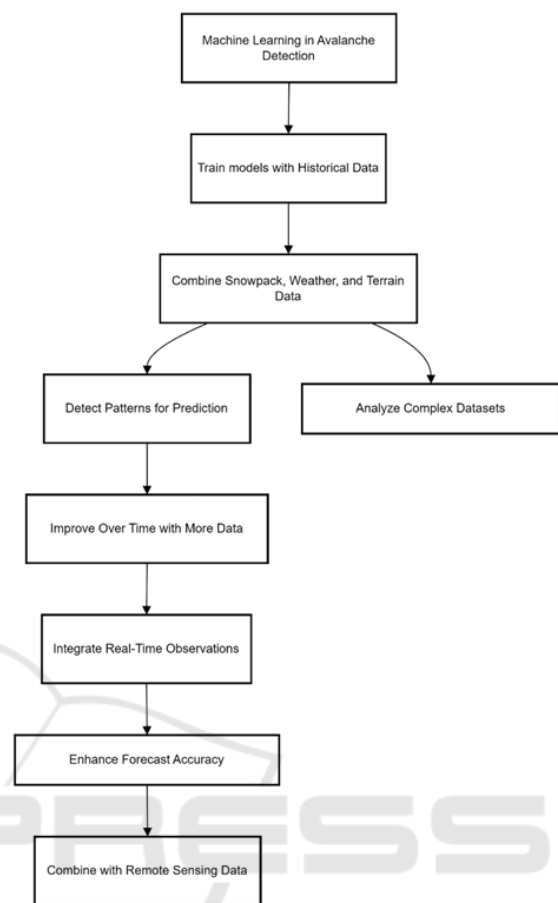 Machine Learning in Avalanche
Detection
Train models with Historical Data
Combine Snowpack, Weather, and Terrain
Data
Detect Patterns for Prediction
Analyze Complex Datasets
Improve Over Time with More Data
Integrate Real-Time Observations
Enhance Forecast Accuracy
PRESS
Combine with Remote Sensing Data